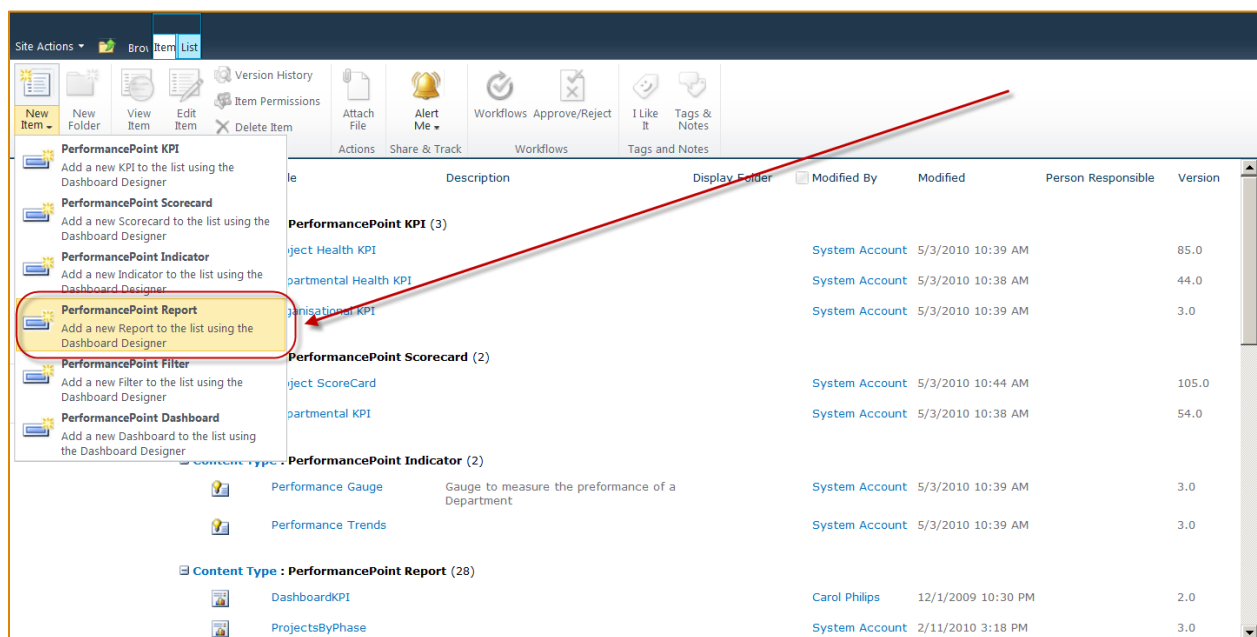 Site Actions
Item List
New Item
New Folder
View Item
Edit Item
Version History
Item Permissions
Delete Item
Attach File
Alert Me
Workflows
Approve/Reject
I Like It
Tags & Notes
Actions
Share & Track
Workflows
Tags and Notes
PerformancePoint KPI
Add a new KPI to the list using the
Dashboard Designer
PerformancePoint Scorecard
Add a new Scorecard to the list using the
Dashboard Designer
PerformancePoint Indicator
Add a new Indicator to the list using the
Dashboard Designer
PerformancePoint Report
Add a new Report to the list using the
Dashboard Designer
PerformancePoint Filter
Add a new Filter to the list using the
Dashboard Designer
PerformancePoint Dashboard
Add a new Dashboard to the list using
the Dashboard Designer
Description Display Folder Modified By Modified Person Responsible Version
PerformancePoint KPI (3)
Health KPI System Account 5/3/2010 10:39 AM 85.0
Health KPI System Account 5/3/2010 10:38 AM 44.0
KPI System Account 5/3/2010 10:39 AM 3.0
PerformancePoint Scorecard (2)
ScoreCard System Account 5/3/2010 10:44 AM 105.0
KPI System Account 5/3/2010 10:38 AM 54.0
Content Type : PerformancePoint Indicator (2)
Performance Gauge Gauge to measure the preformance of a System Account 5/3/2010 10:39 AM 3.0
Department
Performance Trends System Account 5/3/2010 10:39 AM 3.0
Content Type : PerformancePoint Report (28)
DashboardKPI Carol Philips 12/1/2009 10:30 PM 2.0
ProjectsByPhase System Account 2/11/2010 3:18 PM 3.0